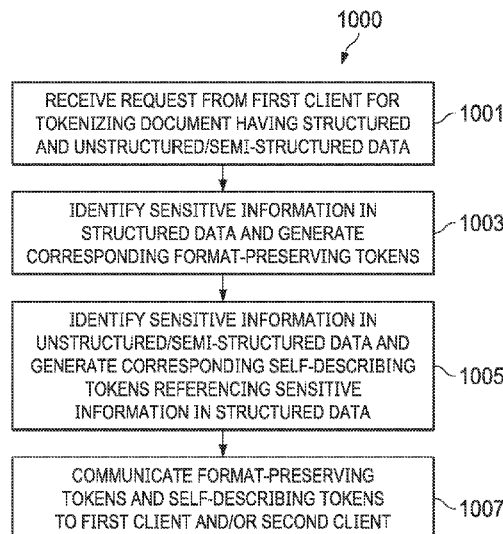 1000
RECEIVE REQUEST FROM FIRST CLIENT FOR
TOKENIZING DOCUMENT HAVING STRUCTURED
AND UNSTRUCTURED/SEMI-STRUCTURED DATA
1001
IDENTIFY SENSITIVE INFORMATION IN
STRUCTURED DATA AND GENERATE
CORRESPONDING FORMAT-PRESERVING TOKENS
1003
IDENTIFY SENSITIVE INFORMATION IN
UNSTRUCTURED/SEMI-STRUCTURED DATA AND
GENERATE CORRESPONDING SELF-DESCRIBING
TOKENS REFERENCING SENSITIVE
INFORMATION IN STRUCTURED DATA
1005
COMMUNICATE FORMAT-PRESERVING
TOKENS AND SELF-DESCRIBING TOKENS
TO FIRST CLIENT AND/OR SECOND CLIENT
1007